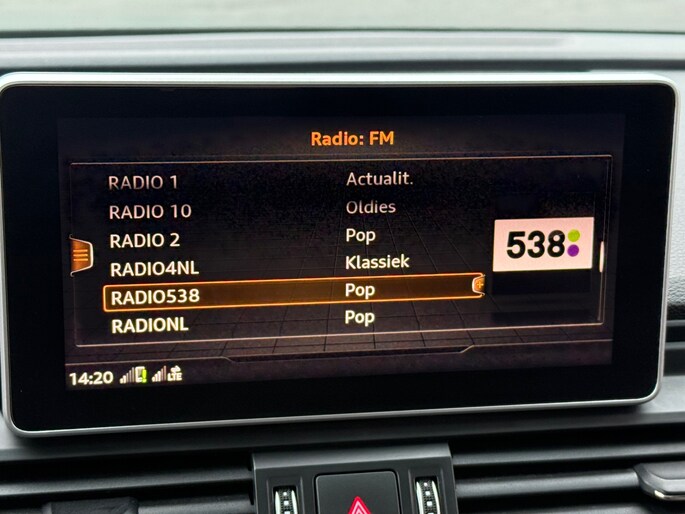 Radio: FM
RADIO 1 Actualit.
RADIO 10 Oldies
RADIO 2 Pop
RADIO4NL Klassiek
RADIO538 Pop
RADIONL Pop
538
14:20 LTE